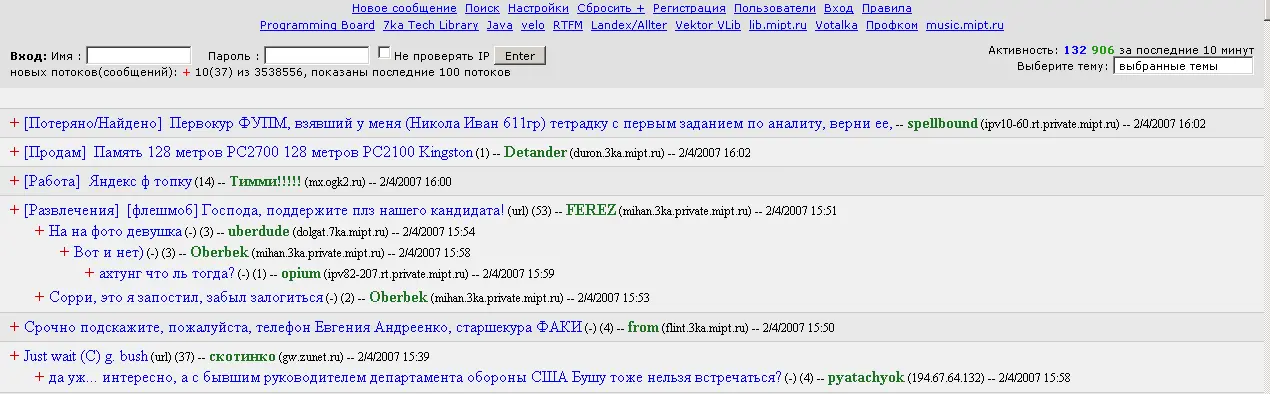 Новое сообщение Поиск Настройки Сбросить + Регистрация Пользователи Вход Правила
Programming Board 7ka Tech Library Java velo RTFM Landex/Allter Vektor VLib lib.mipt.ru Votalka Профком music.mipt.ru
Вход: Имя : Пароль : Не проверять IP Enter
Активность: 132 906 за последние 10 минут
новых потоков(сообщений): + 10(37) из 3538556, показаны последние 100 потоков
Выберите тему: выбранные темы
+ [Потеряно/Найдено] Первокур ФУПМ, взявший у меня (Никола Иван 611гр) тетрадку с первым заданием по аналиту, верни ее, -- spellbound (ipv10-60.rt.private.mipt.ru) -- 2/4/2007 16:02
+ [Продам] Память 128 метров PC2700 128 метров PC2100 Kingston (1) -- Detander (duron.3ka.mipt.ru) -- 2/4/2007 16:02
+ [Работа] Яндекс ф топку (14) -- Тимми!!!!! (mx.ogk2.ru) -- 2/4/2007 16:00
+ [Развлечения] [флешмоб] Господа, поддержите плз нашего кандидата! (url) (53) -- FEREZ (mihan.3ka.private.mipt.ru) -- 2/4/2007 15:51
+ На на фото девушка (-) (3) -- uberdude (dolgat.7ka.mipt.ru) -- 2/4/2007 15:54
+ Вот и нет) (-) (3) -- Oberbek (mihan.3ka.private.mipt.ru) -- 2/4/2007 15:58
+ ахтунг что ль тогда? (-) (1) -- opium (ipv82-207.rt.private.mipt.ru) -- 2/4/2007 15:59
+ Сорри, это я запостил, забыл залогиться (-) (2) -- Oberbek (mihan.3ka.private.mipt.ru) -- 2/4/2007 15:53
+ Срочно подскажите, пожалуйста, телефон Евгения Андреенко, старшекура ФАКИ (-) (4) -- from (flint.3ka.mipt.ru) -- 2/4/2007 15:50
+ Just wait (C) g. bush (url) (37) -- скотинко (gw.zunet.ru) -- 2/4/2007 15:39
+ да уж... интересно, а с бывшим руководителем департамента обороны США Бушу тоже нельзя встречаться? (-) (4) -- pyatachyok (194.67.64.132) -- 2/4/2007 15:58